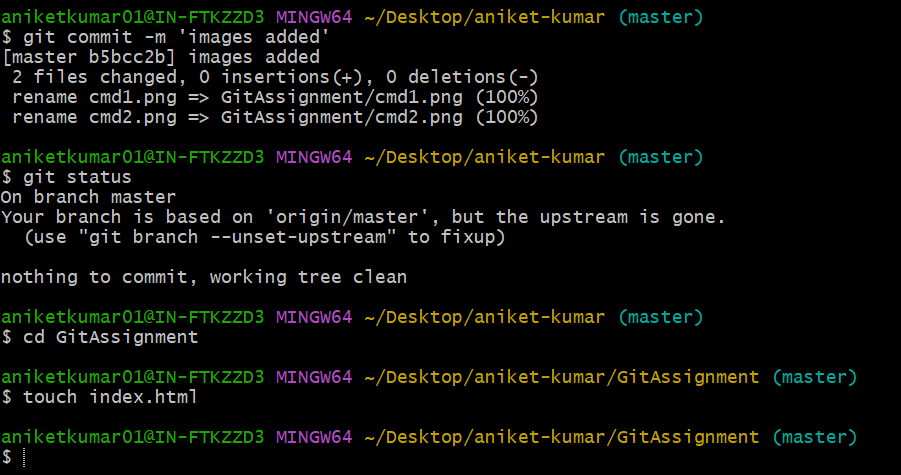 aniketkumar01@IN-FTKZZD3 MINGW64 ~/Desktop/aniket-kumar (master)
$ git commit -m 'images added'
[master b5bcc2b] images added
 2 files changed, 0 insertions(+), 0 deletions(-)
 rename cmd1.png => GitAssignment/cmd1.png (100%)
 rename cmd2.png => GitAssignment/cmd2.png (100%)
aniketkumar01@IN-FTKZZD3 MINGW64 ~/Desktop/aniket-kumar (master)
$ git status
On branch master
Your branch is based on 'origin/master', but the upstream is gone.
  (use "git branch --unset-upstream" to fixup)
nothing to commit, working tree clean
aniketkumar01@IN-FTKZZD3 MINGW64 ~/Desktop/aniket-kumar (master)
$ cd GitAssignment
aniketkumar01@IN-FTKZZD3 MINGW64 ~/Desktop/aniket-kumar/GitAssignment (master)
$ touch index.html
aniketkumar01@IN-FTKZZD3 MINGW64 ~/Desktop/aniket-kumar/GitAssignment (master)
$